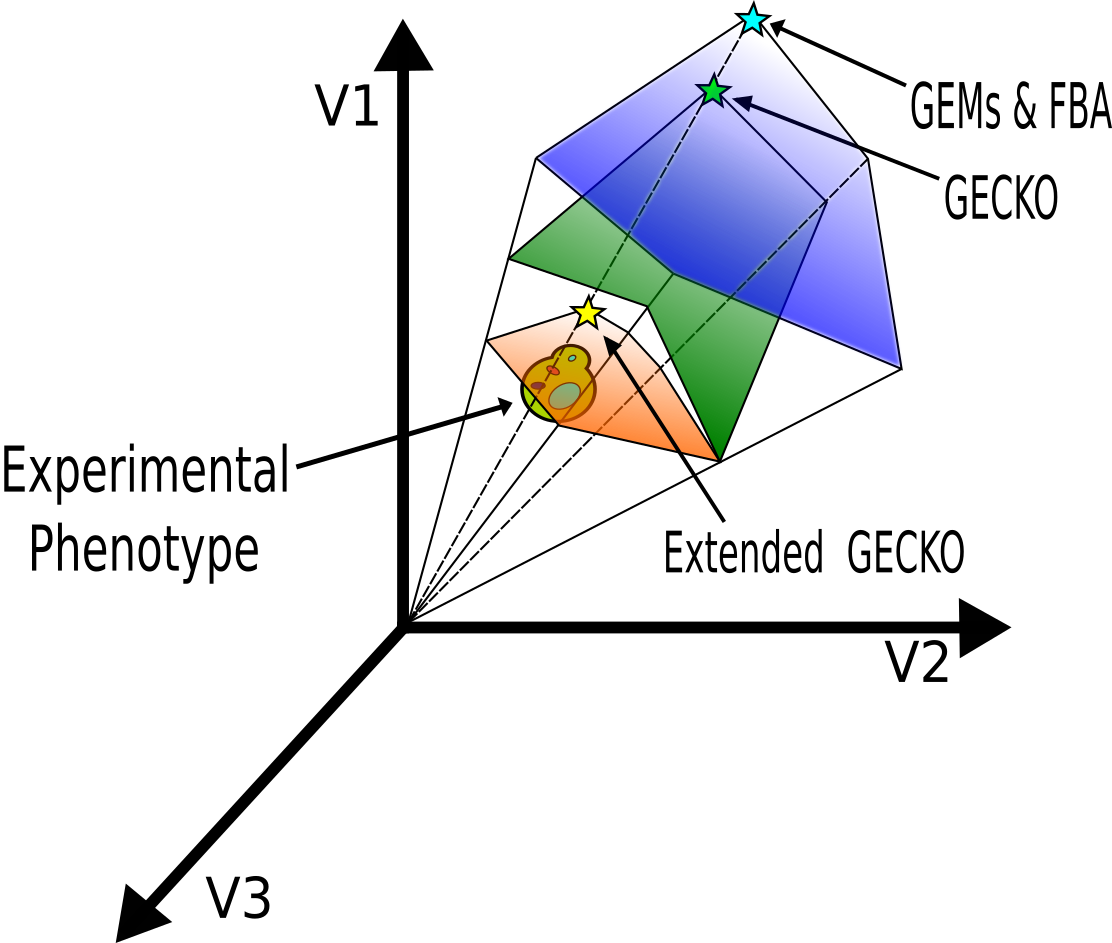 V1
GEMs & FBA
GECKO
Experimental
Phenotype
Extended GECKO
V2
V3